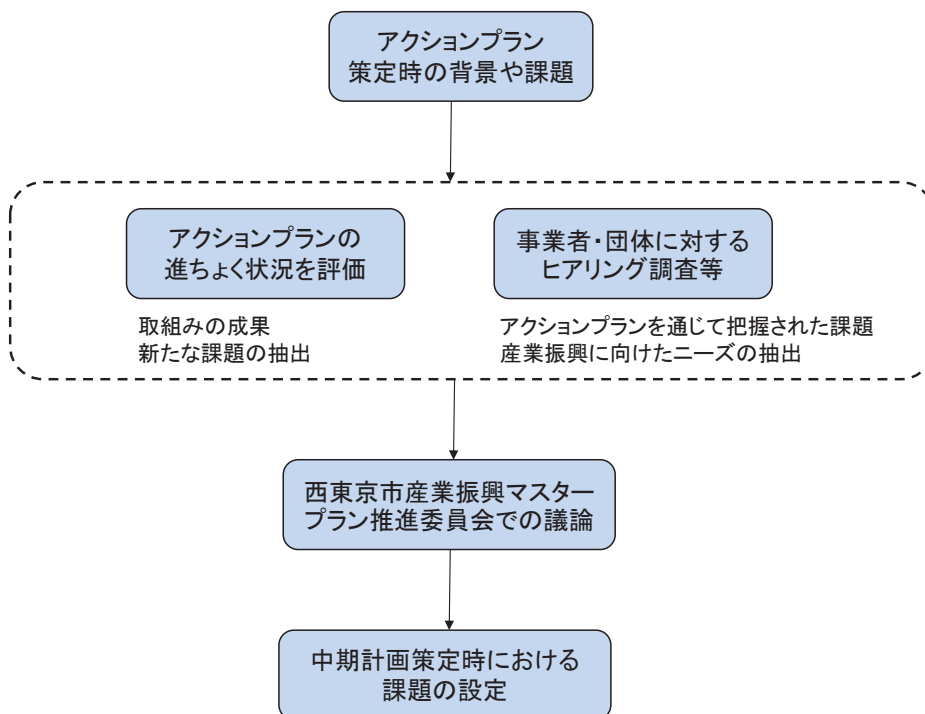 アクションプラン
策定時の背景や課題
アクションプランの
進ちょく状況を評価
取組みの成果
新たな課題の抽出
事業者・団体に対する
ヒアリング調査等
アクションプランを通じて把握された課題
産業振興に向けたニーズの抽出
西東京市産業振興マスター
プラン推進委員会での議論
中期計画策定時における
課題の設定